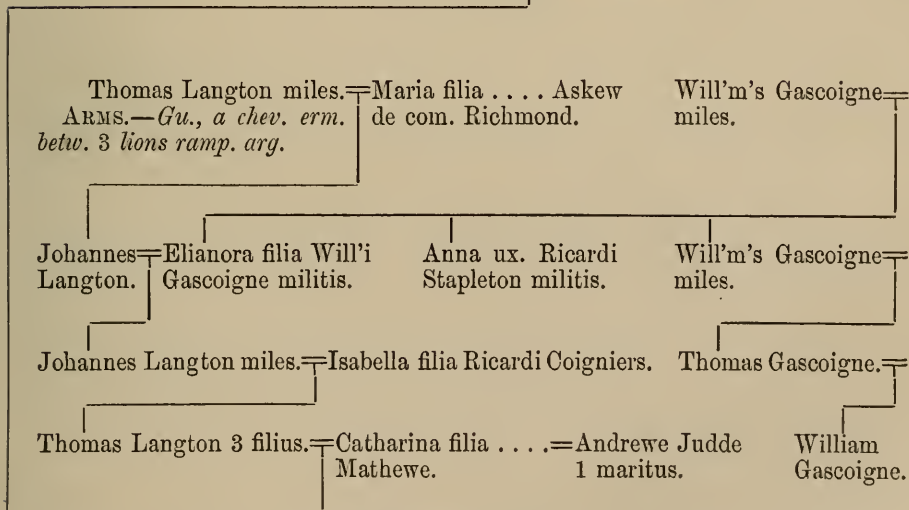 Thomas Langton miles.
ARMS.—Gu., a chev. erm.
betw. 3 lions ramp. arg.
Maria filia . . . . Askew
de com. Richmond.
Will'm's Gascoigne
miles.
Johannes
Langton.
Elianora filia Will'i
Gascoigne militis.
Anna ux. Ricardi
Stapleton militis.
Will'm's Gascoigne
miles.
Johannes Langton miles.
Isabella filia Ricardi Coigniers.
Thomas Gascoigne.
Thomas Langton 3 filius.
Catharina filia . . . .
Mathewe.
Andrewe Judde
1 maritus.
William
Gascoigne.